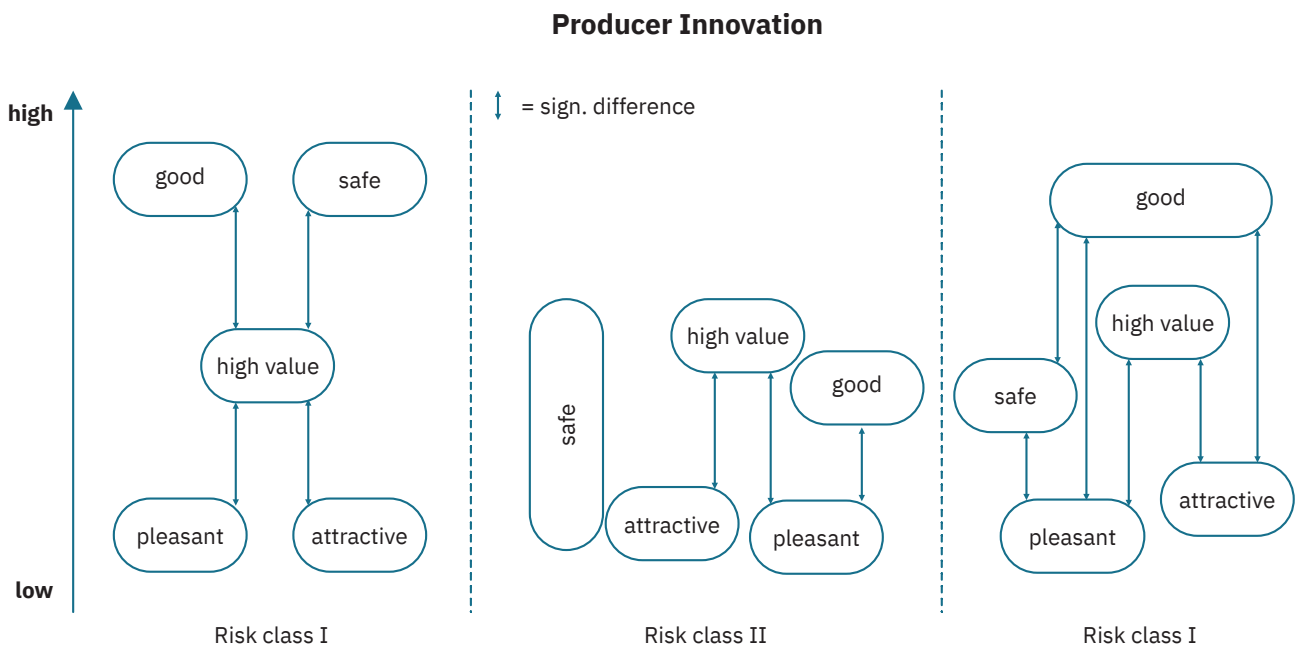 Producer Innovation
high
= sign. difference
good
safe
high value
pleasant
attractive
low
Risk class I
high value
good
safe
attractive
pleasant
Risk class II
good
high value
safe
attractive
pleasant
Risk class I